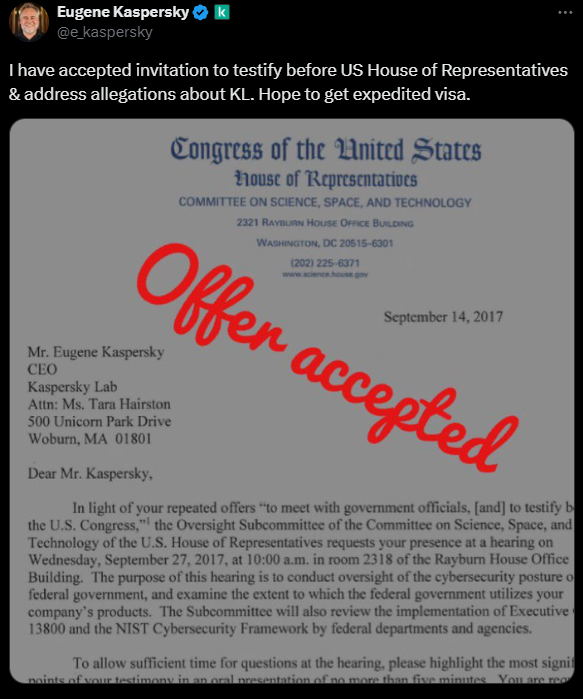 Eugene Kaspersky
@e_kaspersky
I have accepted invitation to testify before US House of Representatives
& address allegations about KL. Hope to get expedited visa.
Congress of the United States
House of Representatives
COMMITTEE ON SCIENCE, SPACE, AND TECHNOLOGY
2321 RAYBURN HOUSE OFFICE BUILDING
WASHINGTON, DC 20515-6301
(202) 225-6371
www.science.house.gov
Offer accepted
September 14, 2017
Mr. Eugene Kaspersky
CEO
Kaspersky Lab
Attn: Ms. Tara Hairston
500 Unicorn Park Drive
Woburn, MA 01801
Dear Mr. Kaspersky,
In light of your repeated offers “to meet with government officials, [and] to testify b
the U.S. Congress,”1 the Oversight Subcommittee of the Committee on Science, Space, and
Technology of the U.S. House of Representatives requests your presence at a hearing on
Wednesday, September 27, 2017, at 10:00 a.m. in room 2318 of the Rayburn House Office
Building. The purpose of this hearing is to conduct oversight of the cybersecurity posture o
federal government, and examine the extent to which the federal government utilizes your
company’s products. The Subcommittee will also review the implementation of Executive
13800 and the NIST Cybersecurity Framework by federal departments and agencies.
To allow sufficient time for questions at the hearing, please highlight the most signif
points of your testimony in an oral presentation of no more than five minutes. You are requ